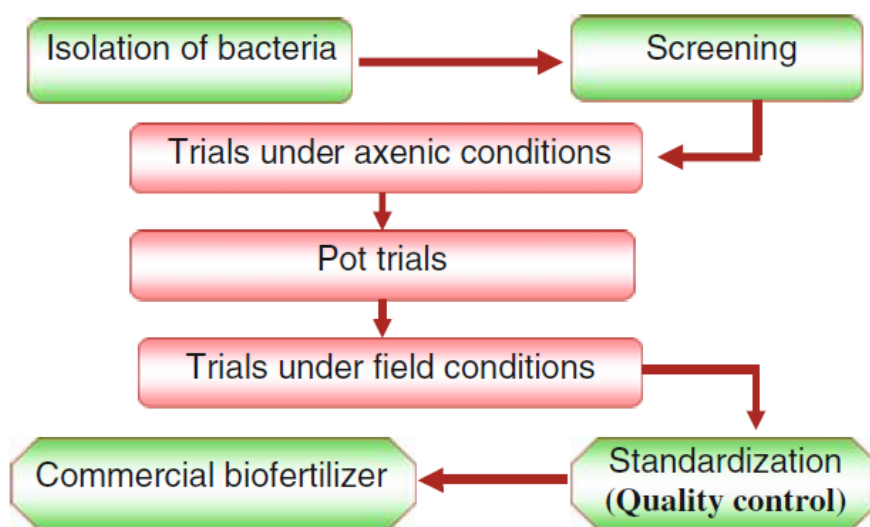 Isolation of bacteria
Screening
Trials under axenic conditions
Pot trials
Trials under field conditions
Standardization
(Quality control)
Commercial biofertilizer